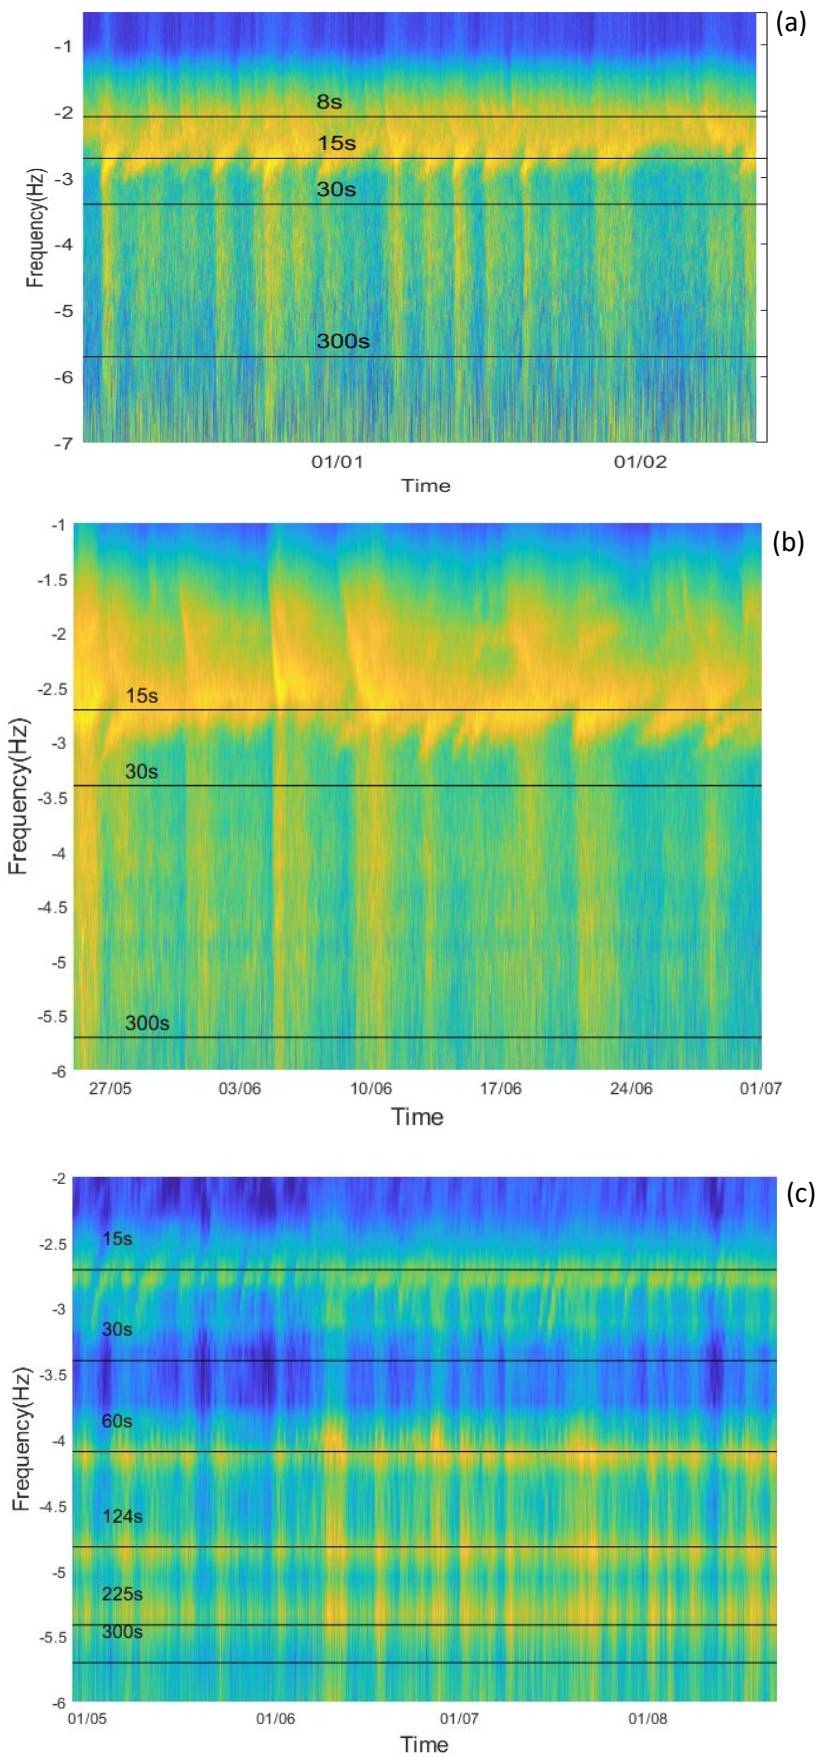 (a)
-1
-2
-3
-4
-5
-6
-7
Frequency(Hz)
8s
15s
30s
300s
01/01
01/02
Time
(b)
-1
-1.5
-2
-2.5
-3
-3.5
-4
-4.5
-5
-5.5
-6
Frequency(Hz)
15s
30s
300s
27/05
03/06
10/06
17/06
24/06
01/07
Time
(c)
-2
-2.5
-3
-3.5
-4
-4.5
-5
-5.5
-6
Frequency(Hz)
15s
30s
60s
124s
225s
300s
01/05
01/06
01/07
01/08
Time